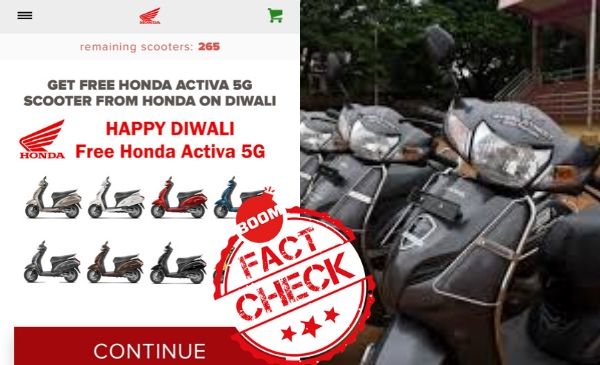 HONDA
remaining scooters: 265
GET FREE HONDA ACTIVA 5G
SCOOTER FROM HONDA ON DIWALI
HONDA
HAPPY DIWALI
Free Honda Activa 5G
BOOM
FACT
CHECK
CONTINUE